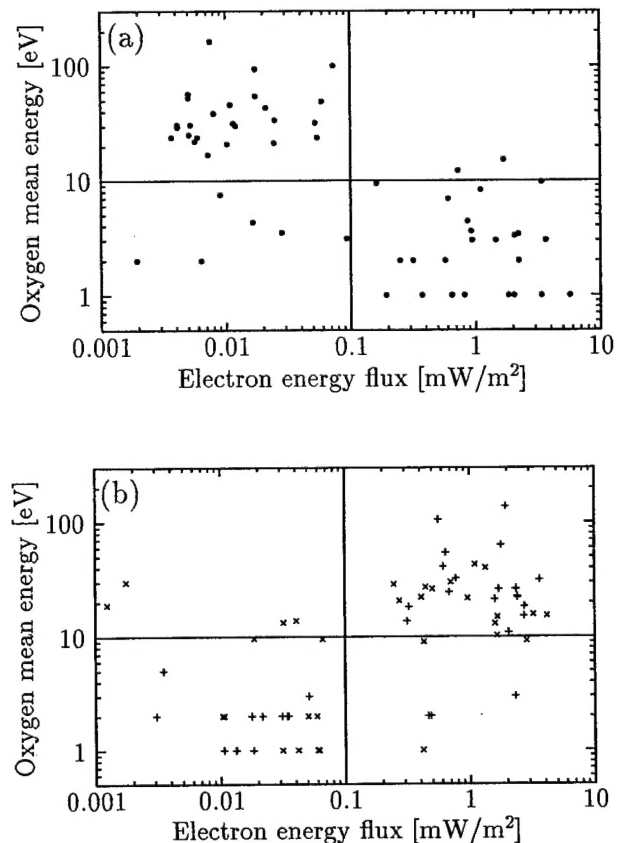 (a)
Oxygen mean energy [eV]
100
10
1
0.001 0.01 0.1 1 10
Electron energy flux [mW/m²]
(b)
Oxygen mean energy [eV]
100
10
1
0.001 0.01 0.1 1 10
Electron energy flux [mW/m²]